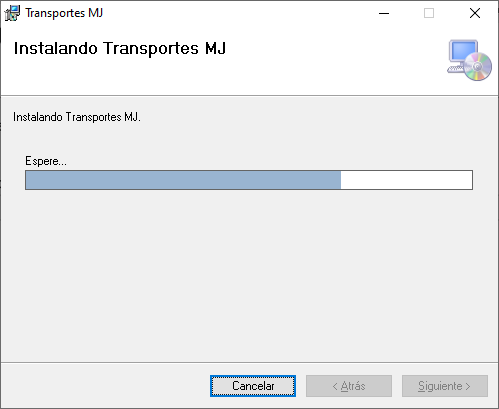 Transportes MJ
Instalando Transportes MJ
Instalando Transportes MJ.
Espere...
Cancelar
< Atrás
Siguiente >